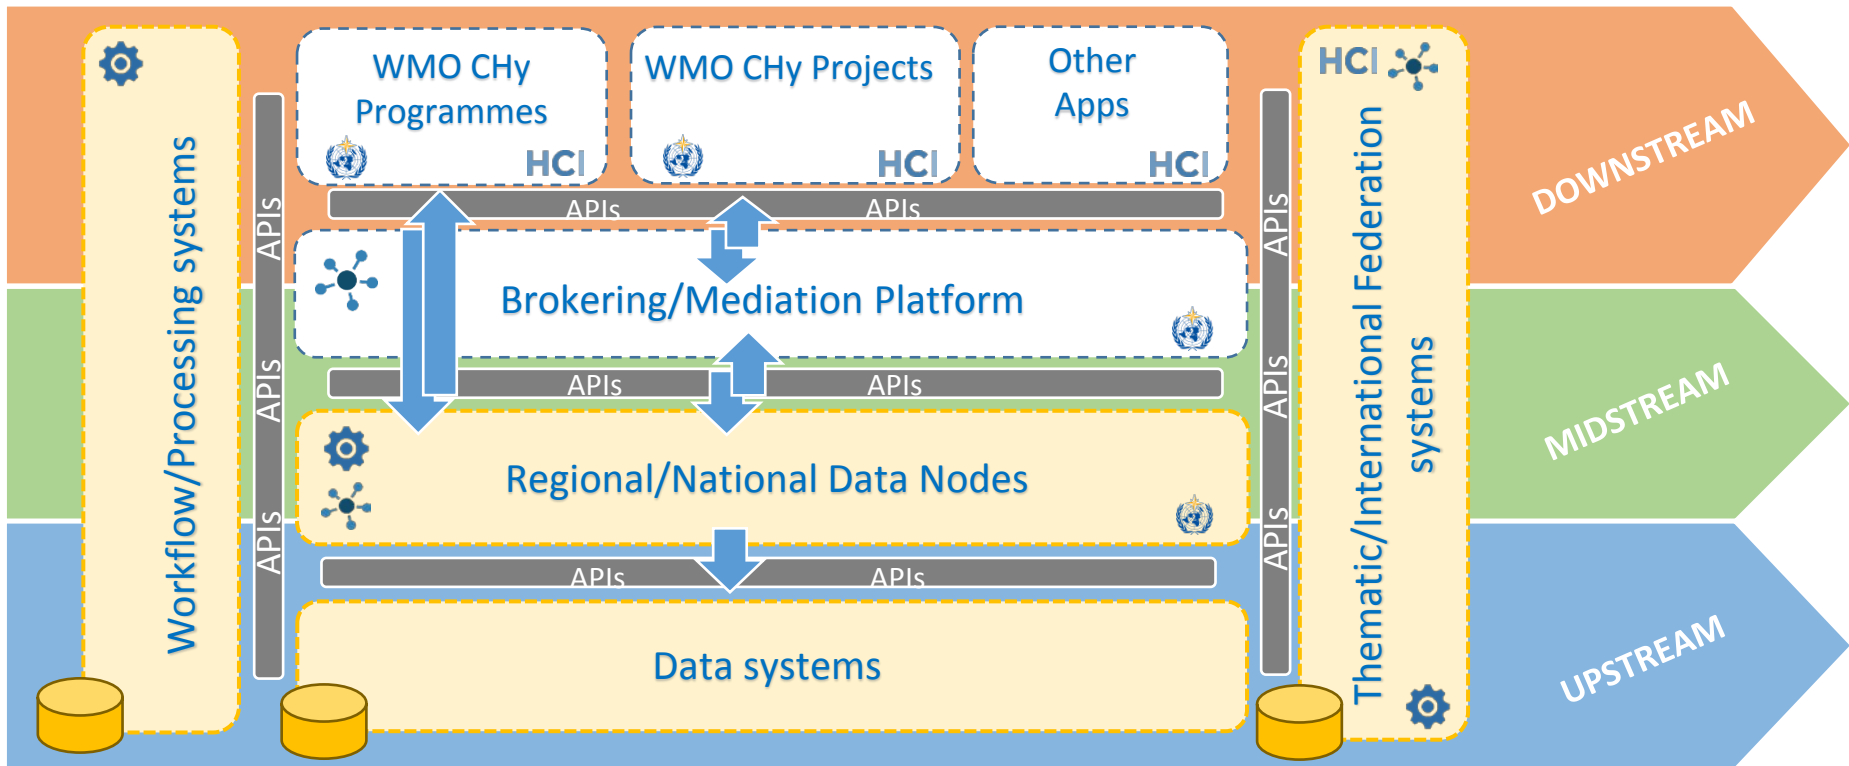 WMO CHy
Programmes
HCI
WMO CHy Projects
HCI
Other
Apps
HCI
APIs
APIs
Brokering/Mediation Platform
APIs
APIs
Regional/National Data Nodes
APIs
APIs
Data systems
Workflow/Processing systems
APIs
APIs
APIs
APIs
APIs
APIs
HCI
Thematic/International Federation
systems
DOWNSTREAM
MIDSTREAM
UPSTREAM